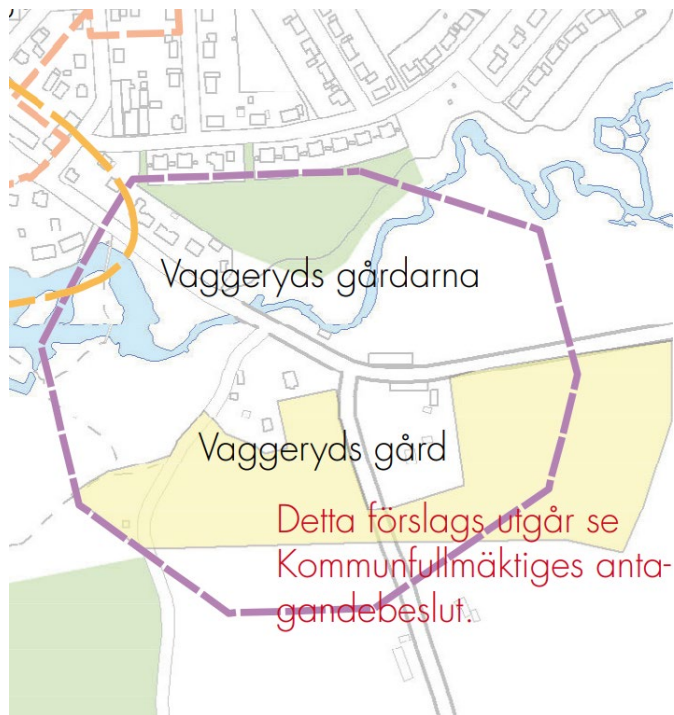 Vaggeryds gårdarna
Vaggeryds gård
Detta förslags utgår se
Kommunfullmäktiges anta-
gandebeslut.